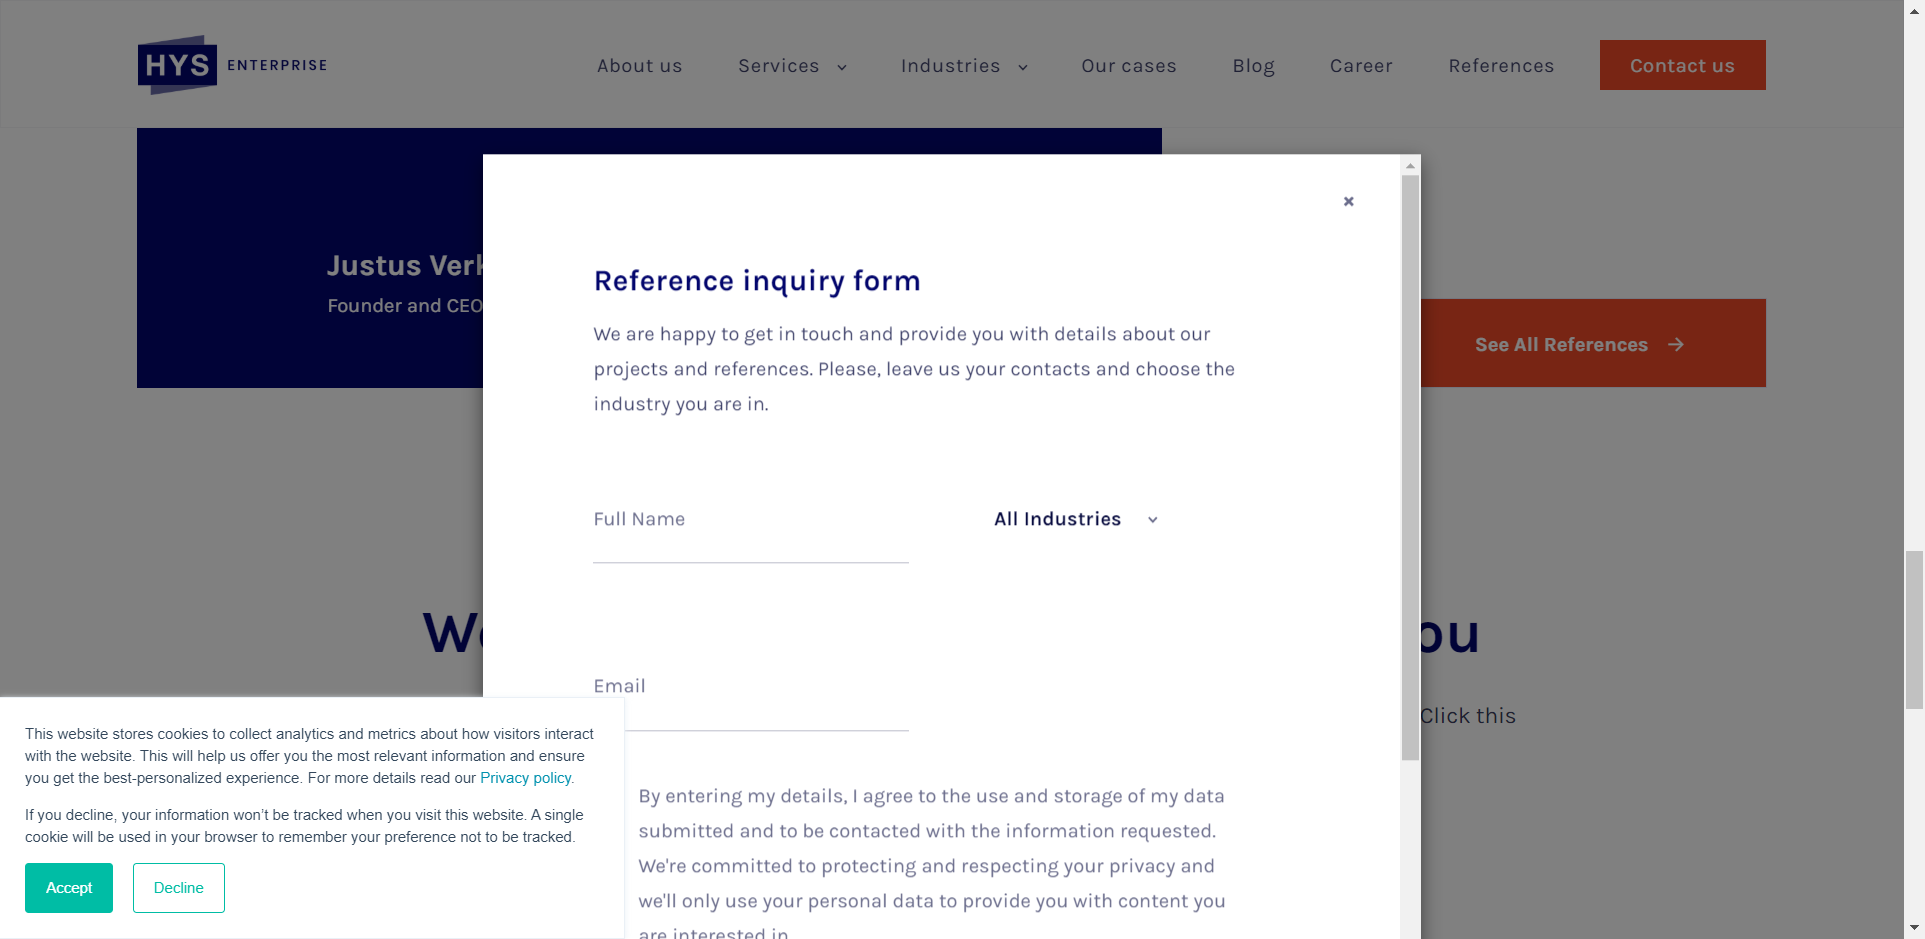 HYS ENTERPRISE
About us
Services
Industries
Our cases
Blog
Career
References
Contact us
Justus
Founder and CEO
See All References
×
Reference inquiry form
We are happy to get in touch and provide you with details about our
projects and references. Please, leave us your contacts and choose the
industry you are in.
Full Name
All Industries
Email
Click this
By entering my details, I agree to the use and storage of my data
submitted and to be contacted with the information requested.
We're committed to protecting and respecting your privacy and
we'll only use your personal data to provide you with content you
are interested in
This website stores cookies to collect analytics and metrics about how visitors interact
with the website. This will help us offer you the most relevant information and ensure
you get the best-personalized experience. For more details read our Privacy policy.
If you decline, your information won’t be tracked when you visit this website. A single
cookie will be used in your browser to remember your preference not to be tracked.
Accept
Decline